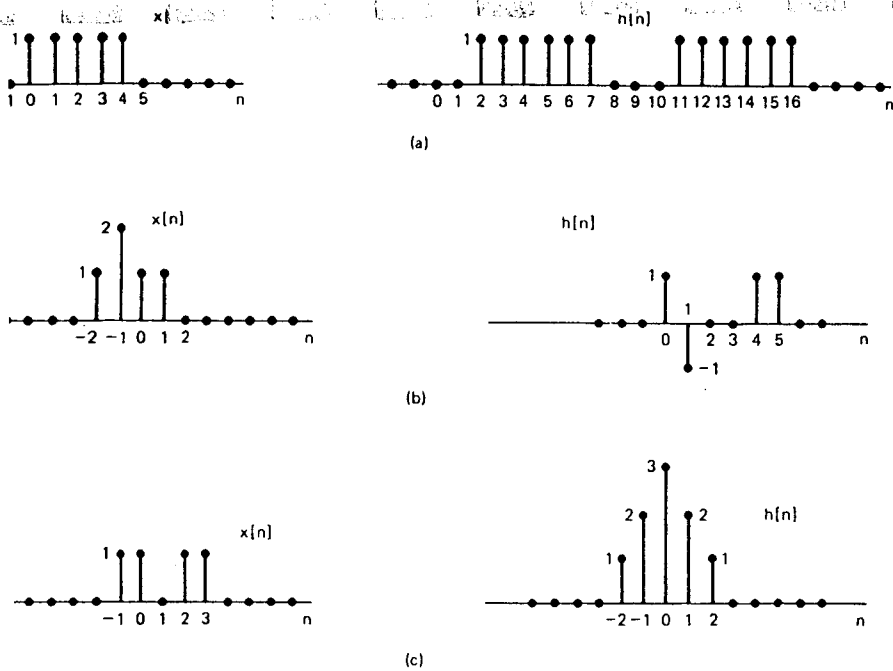 x[
h[n]
1
1
1 0 1 2 3 4 5 n
0 1 2 3 4 5 6 7 8 9 10 11 12 13 14 15 16 n
(a)
2
x[n]
h[n]
1
1
1
-2 -1 0 1 2 n
0 2 3 4 5 n
-1
(b)
3
x[n]
2
2
h[n]
1
1
1
-1 0 1 2 3 n
-2 -1 0 1 2 n
(c)